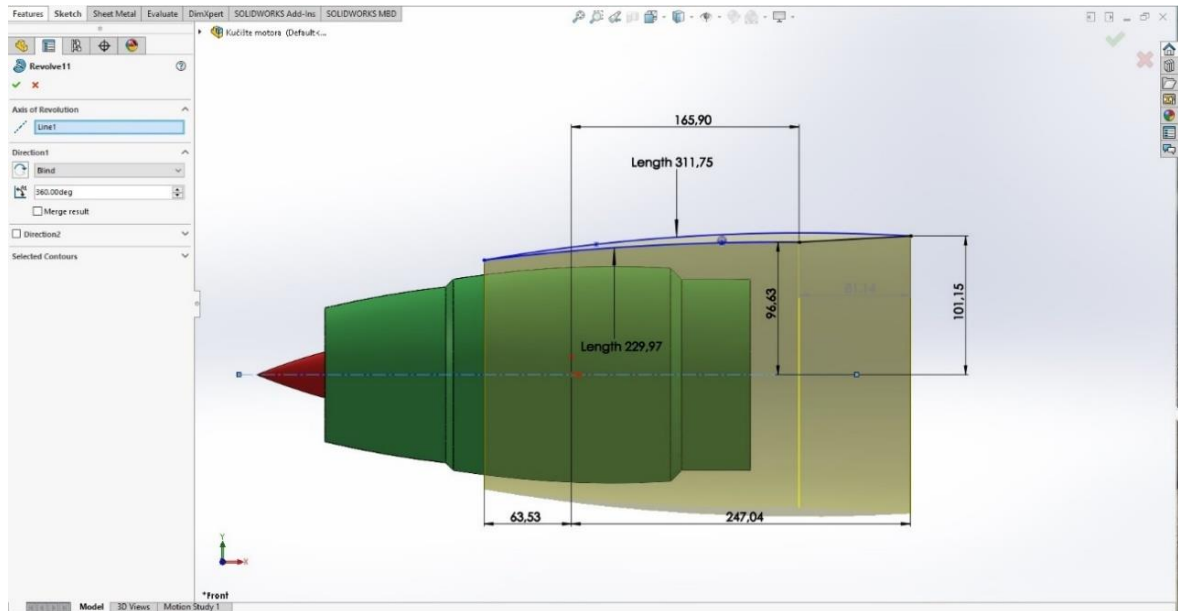 Features Sketch Sheet Metal Evaluate DimXpert SOLIDWORKS Add-Ins SOLIDWORKS MBD
Kućište motora (Default<...
Revolve11
Axis of Revolution
Line1
Direction1
Blind
360.00deg
Merge result
Direction2
Selected Contours
165,90
Length 311,75
96,63
81,14
101,15
Length 229,97
63,53
247,04
Y
X
*Front
Model 3D Views Motion Study 1